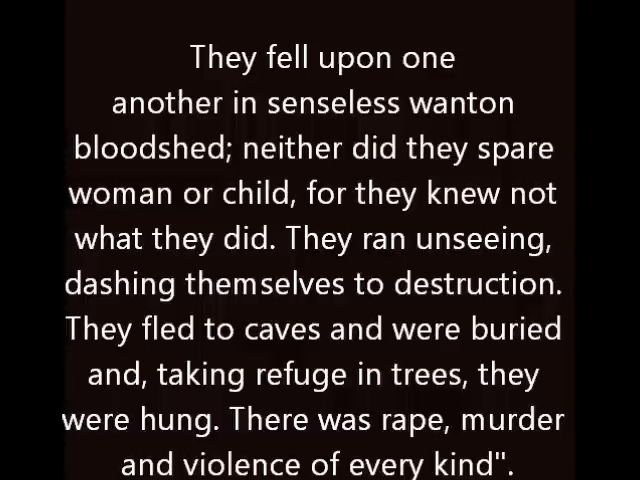 They fell upon one
another in senseless wanton
bloodshed; neither did they spare
woman or child, for they knew not
what they did. They ran unseeing,
dashing themselves to destruction.
They fled to caves and were buried
and, taking refuge in trees, they
were hung. There was rape, murder
and violence of every kind".